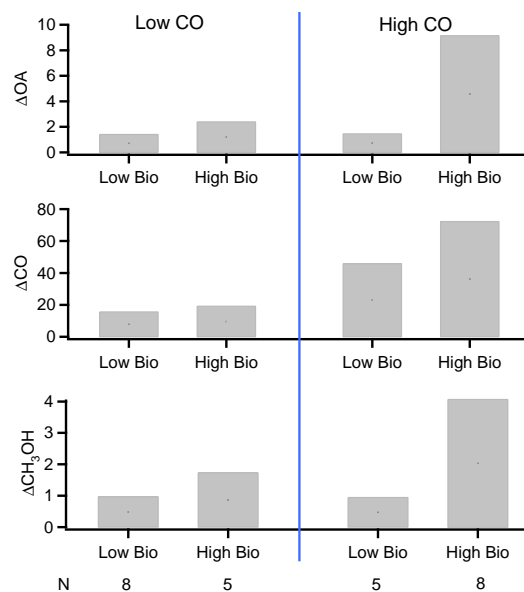 Low CO
High CO
10
8
6
4
2
0
ΔOA
Low Bio High Bio Low Bio High Bio
80
60
40
20
0
ΔCO
Low Bio High Bio Low Bio High Bio
4
3
2
1
0
ΔCH₃OH
Low Bio High Bio Low Bio High Bio
N 8 5 5 8